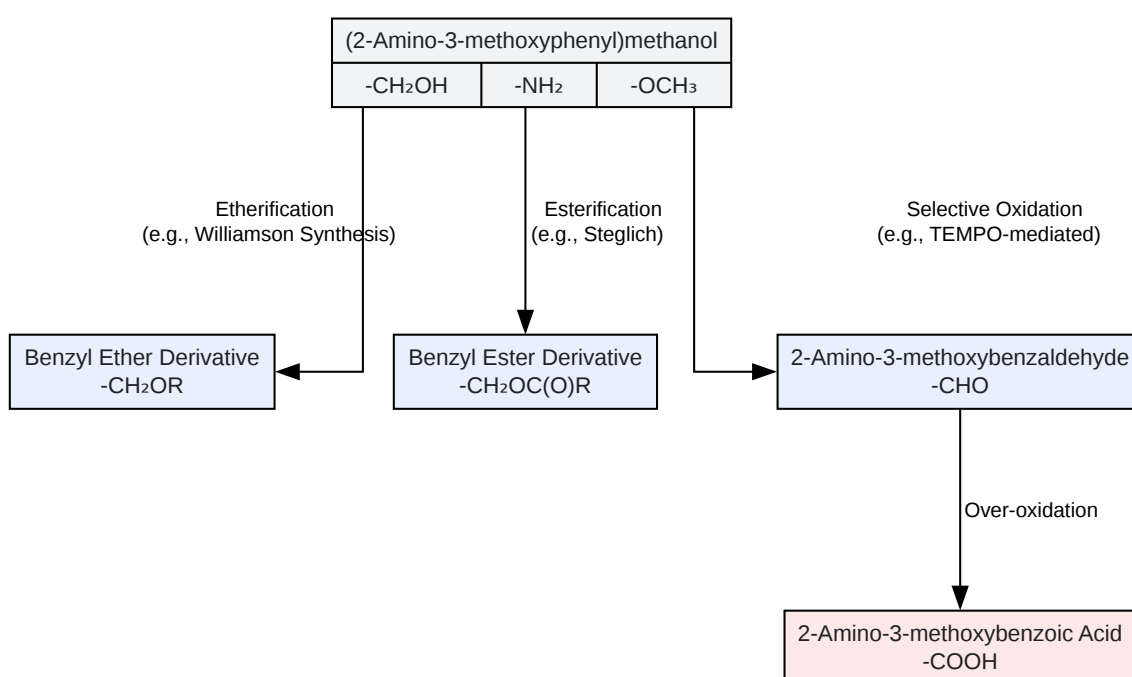 (2-Amino-3-methoxyphenyl)methanol
-CH₂OH
-NH₂
-OCH₃
Etherification
(e.g., Williamson Synthesis)
Esterification
(e.g., Steglich)
Selective Oxidation
(e.g., TEMPO-mediated)
Benzyl Ether Derivative
-CH₂OR
Benzyl Ester Derivative
-CH₂OC(O)R
2-Amino-3-methoxybenzaldehyde
-CHO
Over-oxidation
2-Amino-3-methoxybenzoic Acid
-COOH